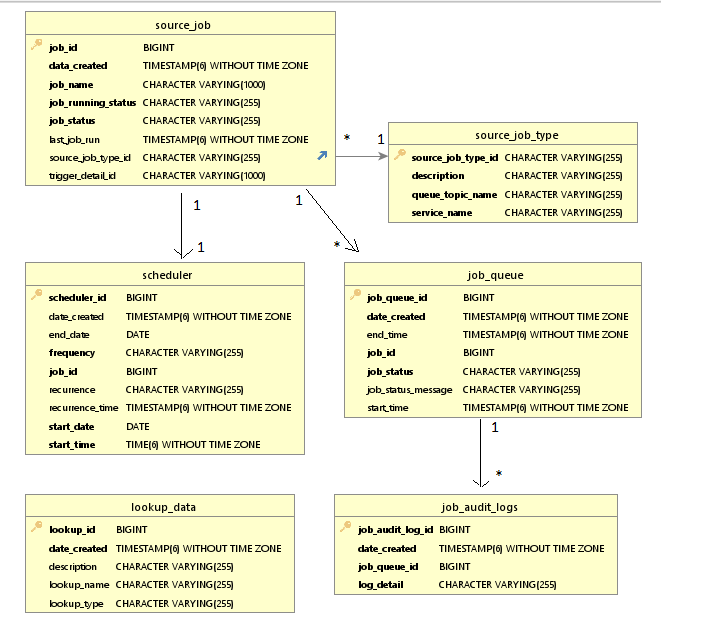 source_job
job_id BIGINT
data_created TIMESTAMP(6) WITHOUT TIME ZONE
job_name CHARACTER VARYING(1000)
job_running_status CHARACTER VARYING(255)
job_status CHARACTER VARYING(255)
last_job_run TIMESTAMP(6) WITHOUT TIME ZONE
source_job_type_id CHARACTER VARYING(255)
trigger_detail_id CHARACTER VARYING(1000)
* 1
source_job_type
source_job_type_id CHARACTER VARYING(255)
description CHARACTER VARYING(255)
queue_topic_name CHARACTER VARYING(255)
service_name CHARACTER VARYING(255)
1 1
1 *
scheduler
scheduler_id BIGINT
date_created TIMESTAMP(6) WITHOUT TIME ZONE
end_date DATE
frequency CHARACTER VARYING(255)
job_id BIGINT
recurrence CHARACTER VARYING(255)
recurrence_time TIMESTAMP(6) WITHOUT TIME ZONE
start_date DATE
start_time TIME(6) WITHOUT TIME ZONE
job_queue
job_queue_id BIGINT
date_created TIMESTAMP(6) WITHOUT TIME ZONE
end_time TIMESTAMP(6) WITHOUT TIME ZONE
job_id BIGINT
job_status CHARACTER VARYING(255)
job_status_message CHARACTER VARYING(255)
start_time TIMESTAMP(6) WITHOUT TIME ZONE
1
*
lookup_data
lookup_id BIGINT
date_created TIMESTAMP(6) WITHOUT TIME ZONE
description CHARACTER VARYING(255)
lookup_name CHARACTER VARYING(255)
lookup_type CHARACTER VARYING(255)
job_audit_logs
job_audit_log_id BIGINT
date_created TIMESTAMP(6) WITHOUT TIME ZONE
job_queue_id BIGINT
log_detail CHARACTER VARYING(255)